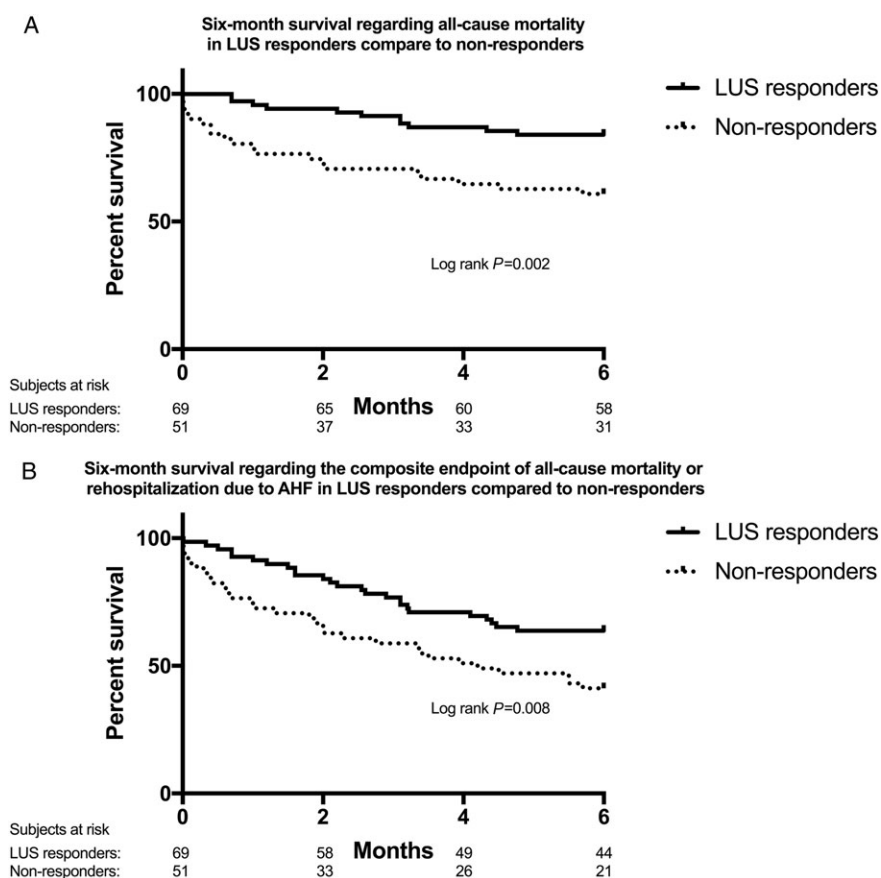 A
Six-month survival regarding all-cause mortality
in LUS responders compare to non-responders
LUS responders
Non-responders
Percent survival
100
50
0
Log rank P=0.002
0 2 4 6
Months
Subjects at risk
LUS responders: 69 65 60 58
Non-responders: 51 37 33 31
B
Six-month survival regarding the composite endpoint of all-cause mortality or
rehospitalization due to AHF in LUS responders compared to non-responders
LUS responders
Non-responders
Percent survival
100
50
0
Log rank P=0.008
0 2 4 6
Months
Subjects at risk
LUS responders: 69 58 49 44
Non-responders: 51 33 26 21